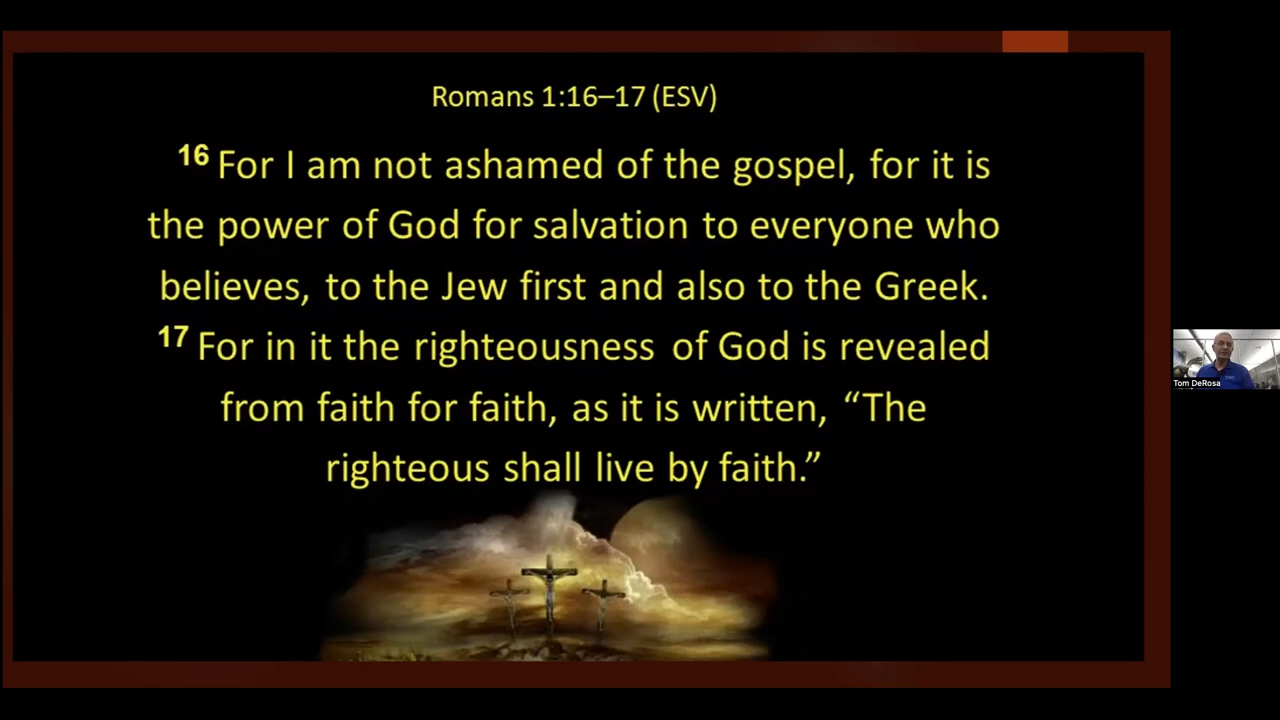 Romans 1:16–17 (ESV)
16 For I am not ashamed of the gospel, for it is
the power of God for salvation to everyone who
believes, to the Jew first and also to the Greek.
17 For in it the righteousness of God is revealed
from faith for faith, as it is written, “The
righteous shall live by faith.”
Tom DeRosa